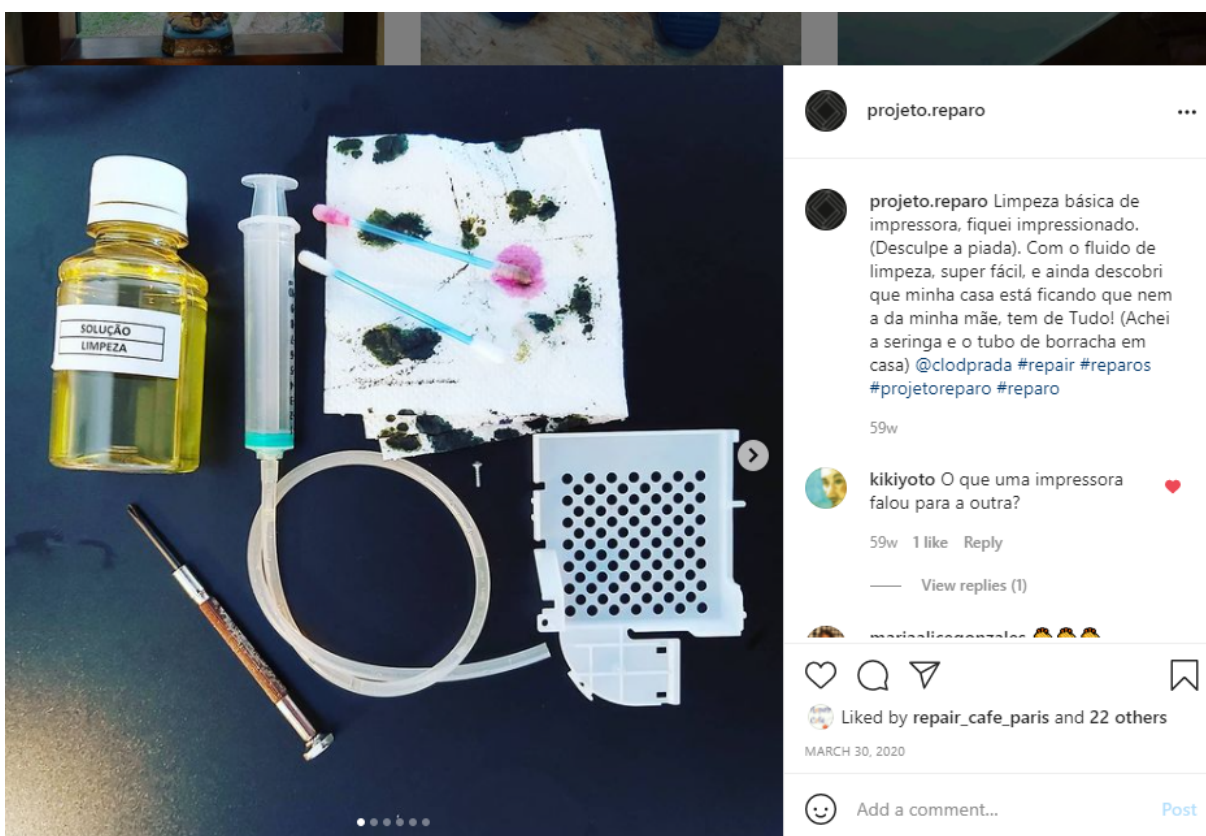 SOLUÇÃO
LIMPEZA
projeto.reparo
projeto.reparo Limpeza básica de
impressora, fiquei impressionado.
(Desculpe a piada). Com o fluido de
limpeza, super fácil, e ainda descobri
que minha casa está ficando que nem
a da minha mãe, tem de Tudo! (Achei
a seringa e o tubo de borracha em
casa) @clodprada #repair #reparos
#projetoreparo #reparo
59w
kikiyoto O que uma impressora
falou para a outra?
59w 1 like Reply
View replies (1)
mariaalicegonzales
Liked by repair_cafe_paris and 22 others
MARCH 30, 2020
Add a comment...
Post